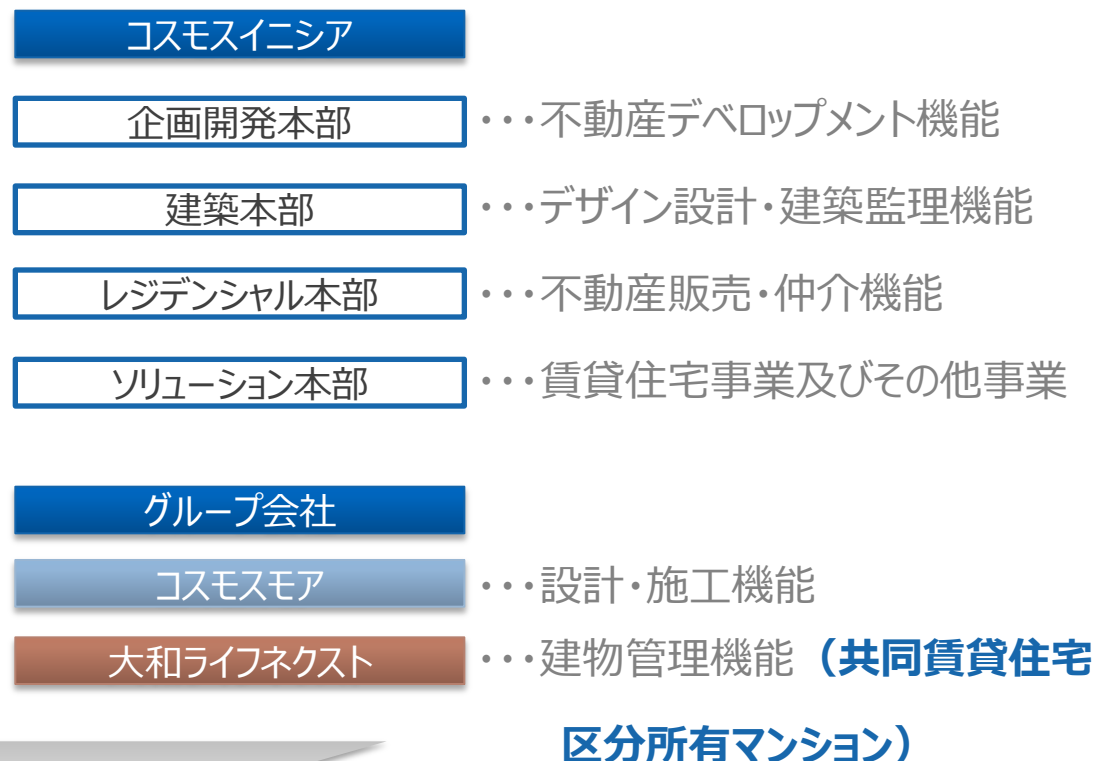 コスモスイニシア
企画開発本部 ・・・不動産デベロップメント機能
建築本部 ・・・デザイン設計・建築監理機能
レジデンシャル本部 ・・・不動産販売・仲介機能
ソリューション本部 ・・・賃貸住宅事業及びその他事業
グループ会社
コスモスモア ・・・設計・施工機能
大和ライフネクスト ・・・建物管理機能（共同賃貸住宅
区分所有マンション）